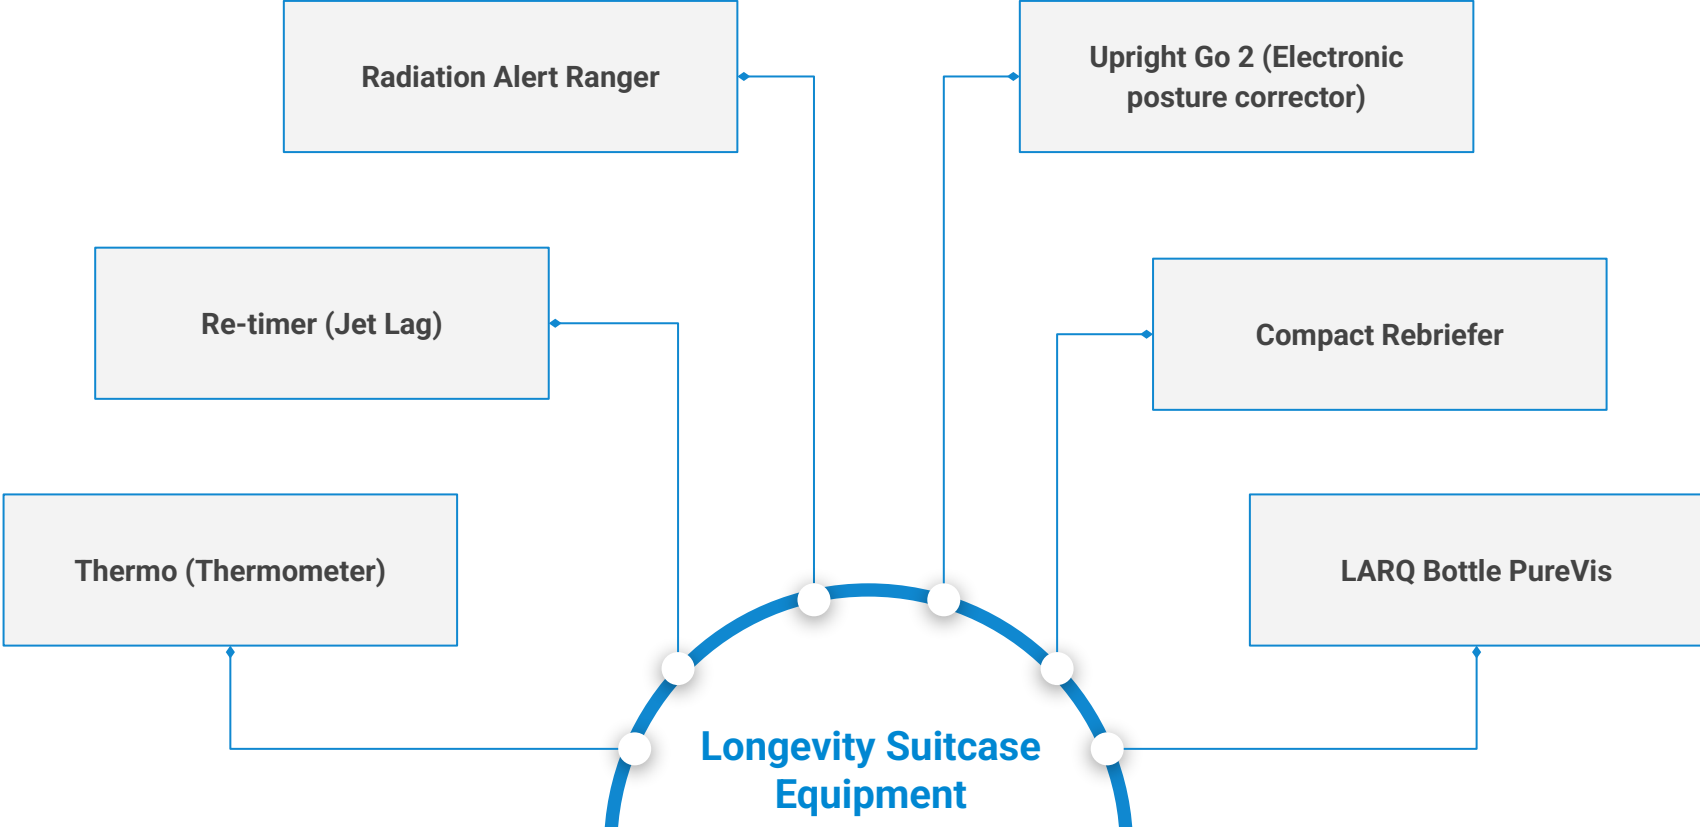 Radiation Alert Ranger
Upright Go 2 (Electronic
posture corrector)
Re-timer (Jet Lag)
Compact Rebriefer
Thermo (Thermometer)
LARQ Bottle PureVis
Longevity Suitcase
Equipment